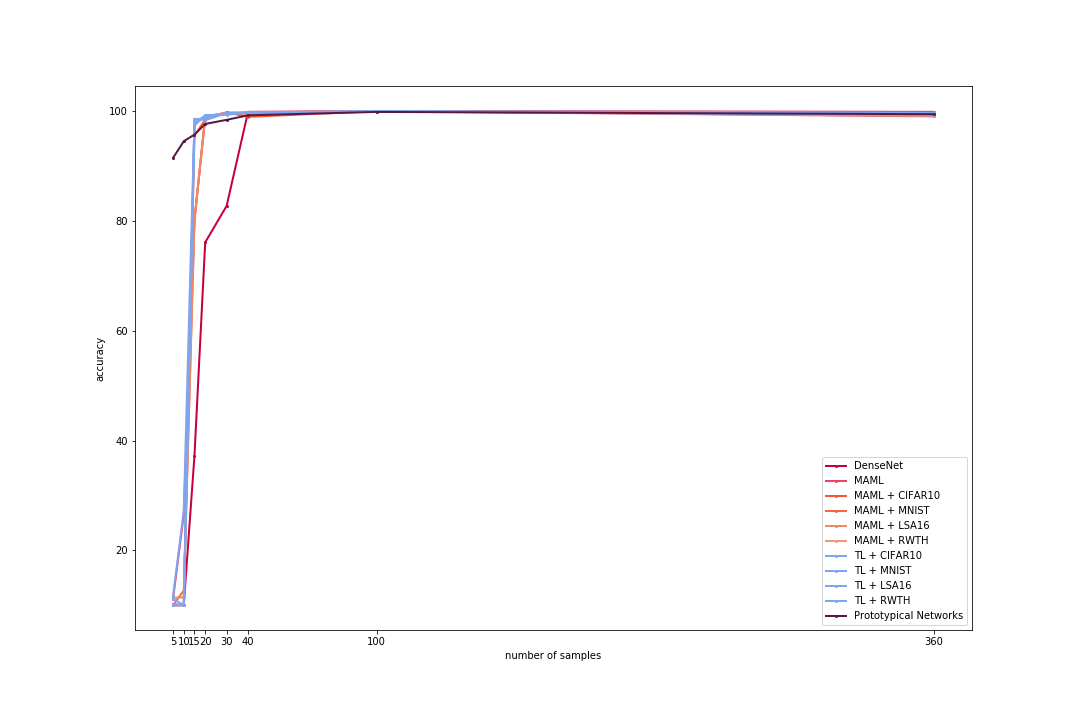 100
80
60
40
20
accuracy
5 10 15 20 30 40 100 360
number of samples
DenseNet
MAML
MAML + CIFAR10
MAML + MNIST
MAML + LSA16
MAML + RWTH
TL + CIFAR10
TL + MNIST
TL + LSA16
TL + RWTH
Prototypical Networks